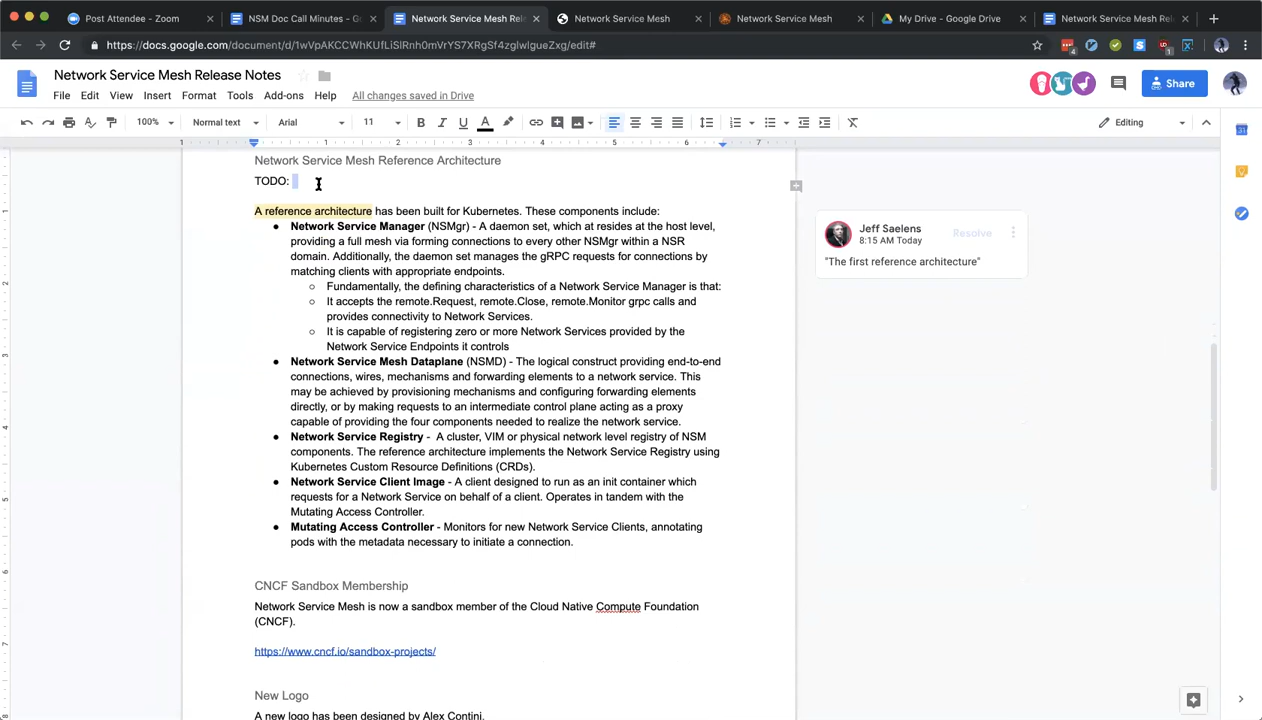 Post Attendee - Zoom
NSM Doc Call Minutes - G
Network Service Mesh Rel
Network Service Mesh
Network Service Mesh
My Drive - Google Drive
Network Service Mesh Rel
https://docs.google.com/document/d/1wVpAKCCWhKUfLiSlRnh0mVrYS7XRgSf4zglwIgueZxg/edit#
Network Service Mesh Release Notes
File Edit View Insert Format Tools Add-ons Help All changes saved in Drive
Share
100% Normal text Arial 11 B I U A Editing
1 1 2 3 4 5 6 7
Network Service Mesh Reference Architecture
TODO:
A reference architecture has been built for Kubernetes. These components include:
● Network Service Manager (NSMgr) - A daemon set, which at resides at the host level,
providing a full mesh via forming connections to every other NSMgr within a NSR
domain. Additionally, the daemon set manages the gRPC requests for connections by
matching clients with appropriate endpoints.
○ Fundamentally, the defining characteristics of a Network Service Manager is that:
○ It accepts the remote.Request, remote.Close, remote.Monitor grpc calls and
provides connectivity to Network Services.
○ It is capable of registering zero or more Network Services provided by the
Network Service Endpoints it controls
● Network Service Mesh Dataplane (NSMD) - The logical construct providing end-to-end
connections, wires, mechanisms and forwarding elements to a network service. This
may be achieved by provisioning mechanisms and configuring forwarding elements
directly, or by making requests to an intermediate control plane acting as a proxy
capable of providing the four components needed to realize the network service.
● Network Service Registry - A cluster, VIM or physical network level registry of NSM
components. The reference architecture implements the Network Service Registry using
Kubernetes Custom Resource Definitions (CRDs).
● Network Service Client Image - A client designed to run as an init container which
requests for a Network Service on behalf of a client. Operates in tandem with the
Mutating Access Controller.
● Mutating Access Controller - Monitors for new Network Service Clients, annotating
pods with the metadata necessary to initiate a connection.
CNCF Sandbox Membership
Network Service Mesh is now a sandbox member of the Cloud Native Compute Foundation
(CNCF).
https://www.cncf.io/sandbox-projects/
New Logo
A new logo has been designed by Alex Contini.
Jeff Saelens
8:15 AM Today
Resolve
"The first reference architecture"